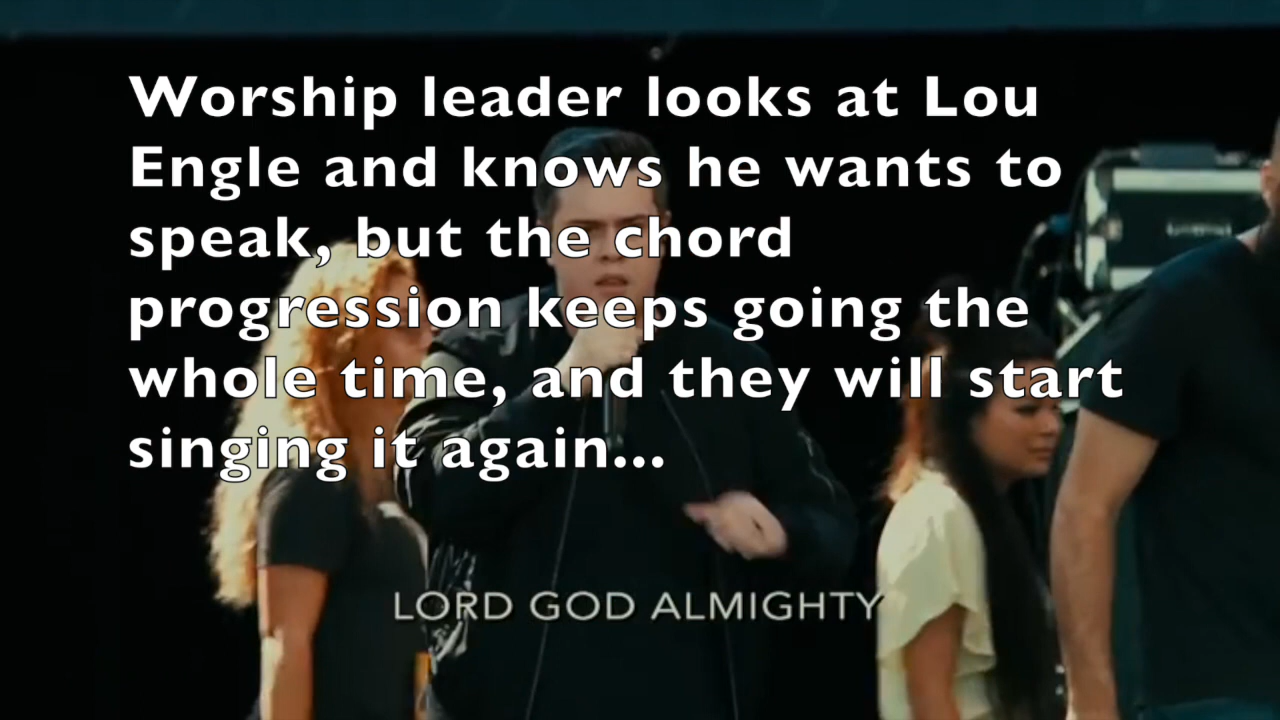 Worship leader looks at Lou
Engle and knows he wants to
speak, but the chord
progression keeps going the
whole time, and they will start
singing it again...
LORD GOD ALMIGHTY